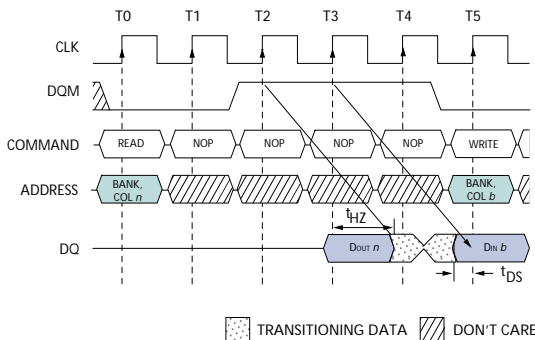 T0 T1 T2 T3 T4 T5
CLK
DQM
COMMAND READ NOP NOP NOP NOP WRITE
ADDRESS BANK, COL n BANK, COL b
tHZ
DQ DOUT n DIN b
tDS
TRANSITIONING DATA DON'T CARE